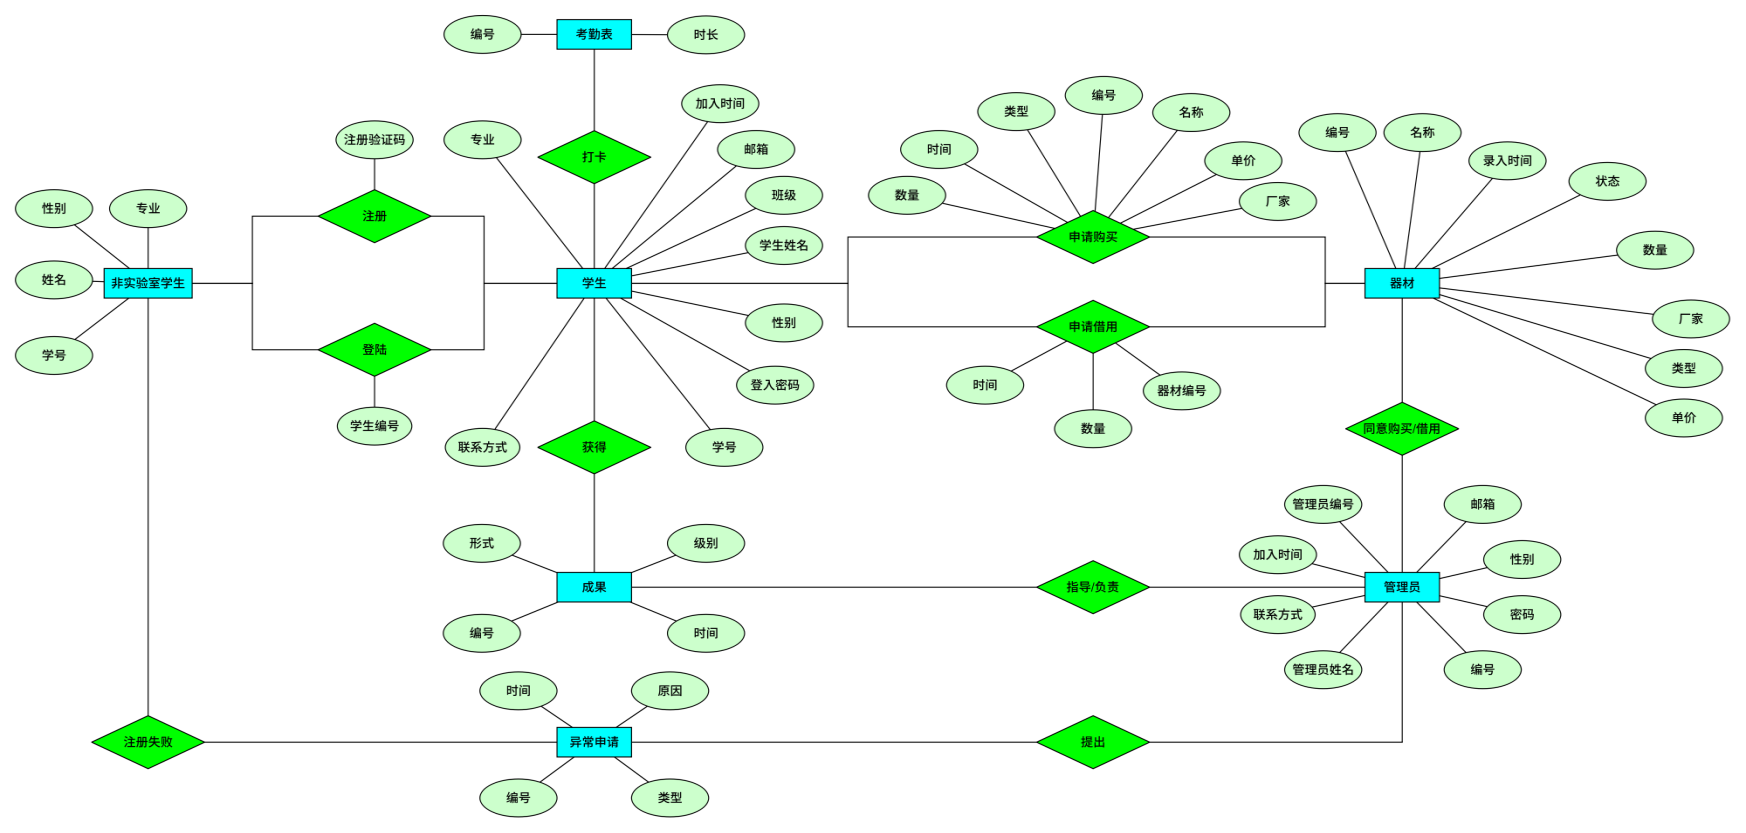 编号
考勤表
时长
加入时间
注册验证码
专业
打卡
邮箱
班级
学生姓名
性别
专业
注册
姓名
非实验室学生
学生
性别
登入密码
学号
登陆
学生编号
联系方式
获得
学号
类型
编号
名称
时间
单价
数量
厂家
申请购买
申请借用
时间
数量
器材编号
编号
名称
录入时间
状态
数量
器材
厂家
类型
单价
同意购买/借用
形式
级别
成果
编号
时间
指导/负责
管理员编号
邮箱
加入时间
性别
管理员
联系方式
密码
管理员姓名
编号
时间
原因
注册失败
异常申请
提出
编号
类型